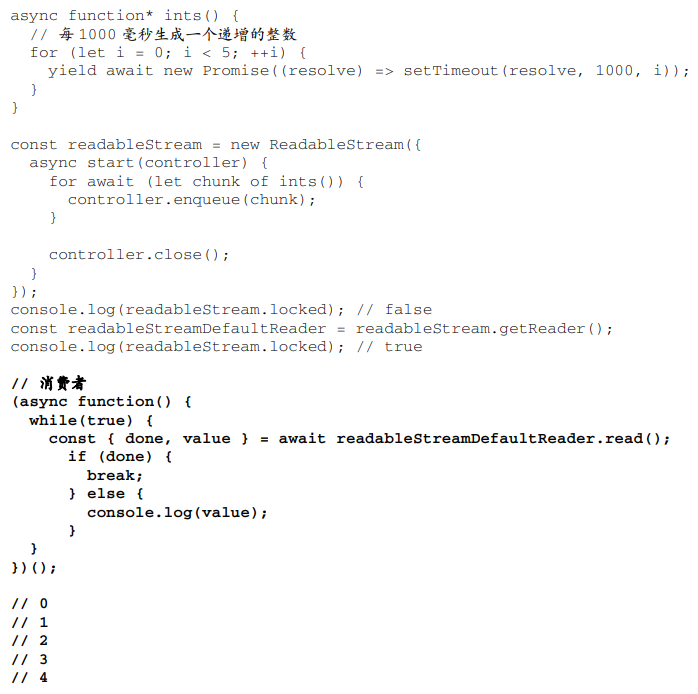 async function* ints() {
  // 每 1000 毫秒生成一个递增的整数
  for (let i = 0; i < 5; ++i) {
    yield await new Promise((resolve) => setTimeout(resolve, 1000, i));
  }
}

const readableStream = new ReadableStream({
  async start(controller) {
    for await (let chunk of ints()) {
      controller.enqueue(chunk);
    }

    controller.close();
  }
});
console.log(readableStream.locked); // false
const readableStreamDefaultReader = readableStream.getReader();
console.log(readableStream.locked); // true

// 消费者
(async function() {
  while(true) {
    const { done, value } = await readableStreamDefaultReader.read();
      if (done) {
        break;
      } else {
        console.log(value);
      }
  }
})();

// 0
// 1
// 2
// 3
// 4